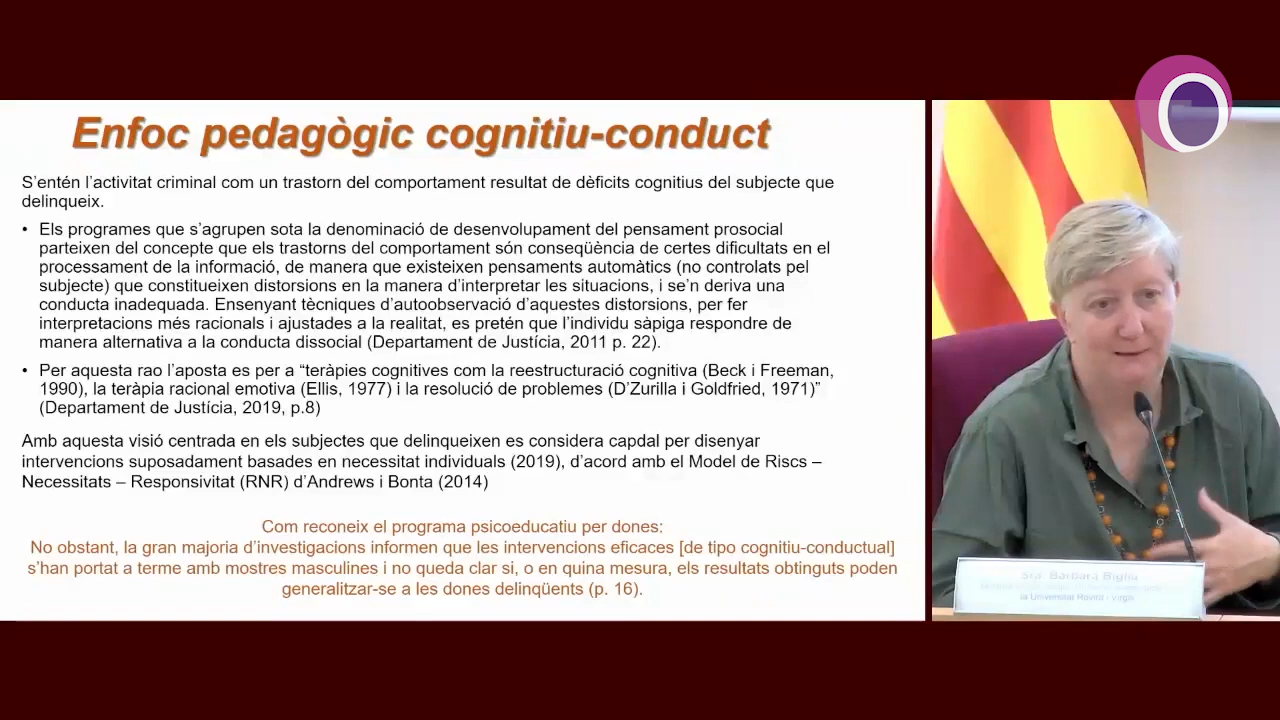 Enfoc pedagògic cognitiu-conduct
S’entén l’activitat criminal com un trastorn del comportament resultat de dèficits cognitius del subjecte que
delinqueix.
• Els programes que s’agrupen sota la denominació de desenvolupament del pensament prosocial
parteixen del concepte que els trastorns del comportament són conseqüència de certes dificultats en el
processament de la informació, de manera que existeixen pensaments automàtics (no controlats pel
subjecte) que constitueixen distorsions en la manera d’interpretar les situacions, i se’n deriva una
conducta inadequada. Ensenyant tècniques d’autoobservació d’aquestes distorsions, per fer
interpretacions més racionals i ajustades a la realitat, es pretén que l’individu sàpiga respondre de
manera alternativa a la conducta dissocial (Departament de Justícia, 2011 p. 22).
• Per aquesta rao l’aposta es per a “teràpies cognitives com la reestructuració cognitiva (Beck i Freeman,
1990), la teràpia racional emotiva (Ellis, 1977) i la resolució de problemes (D’Zurilla i Goldfried, 1971)”
(Departament de Justícia, 2019, p.8)
Amb aquesta visió centrada en els subjectes que delinqueixen es considera capdal per disenyar
intervencions suposadament basades en necessitat individuals (2019), d’acord amb el Model de Riscs –
Necessitats – Responsivitat (RNR) d’Andrews i Bonta (2014)
Com reconeix el programa psicoeducatiu per dones:
No obstant, la gran majoria d’investigacions informen que les intervencions eficaces [de tipo cognitiu-conductual]
s’han portat a terme amb mostres masculines i no queda clar si, o en quina mesura, els resultats obtinguts poden
generalitzar-se a les dones delinqüents (p. 16).
Sra. Bárbara Biglia
la Universitat Rovira i Virgili